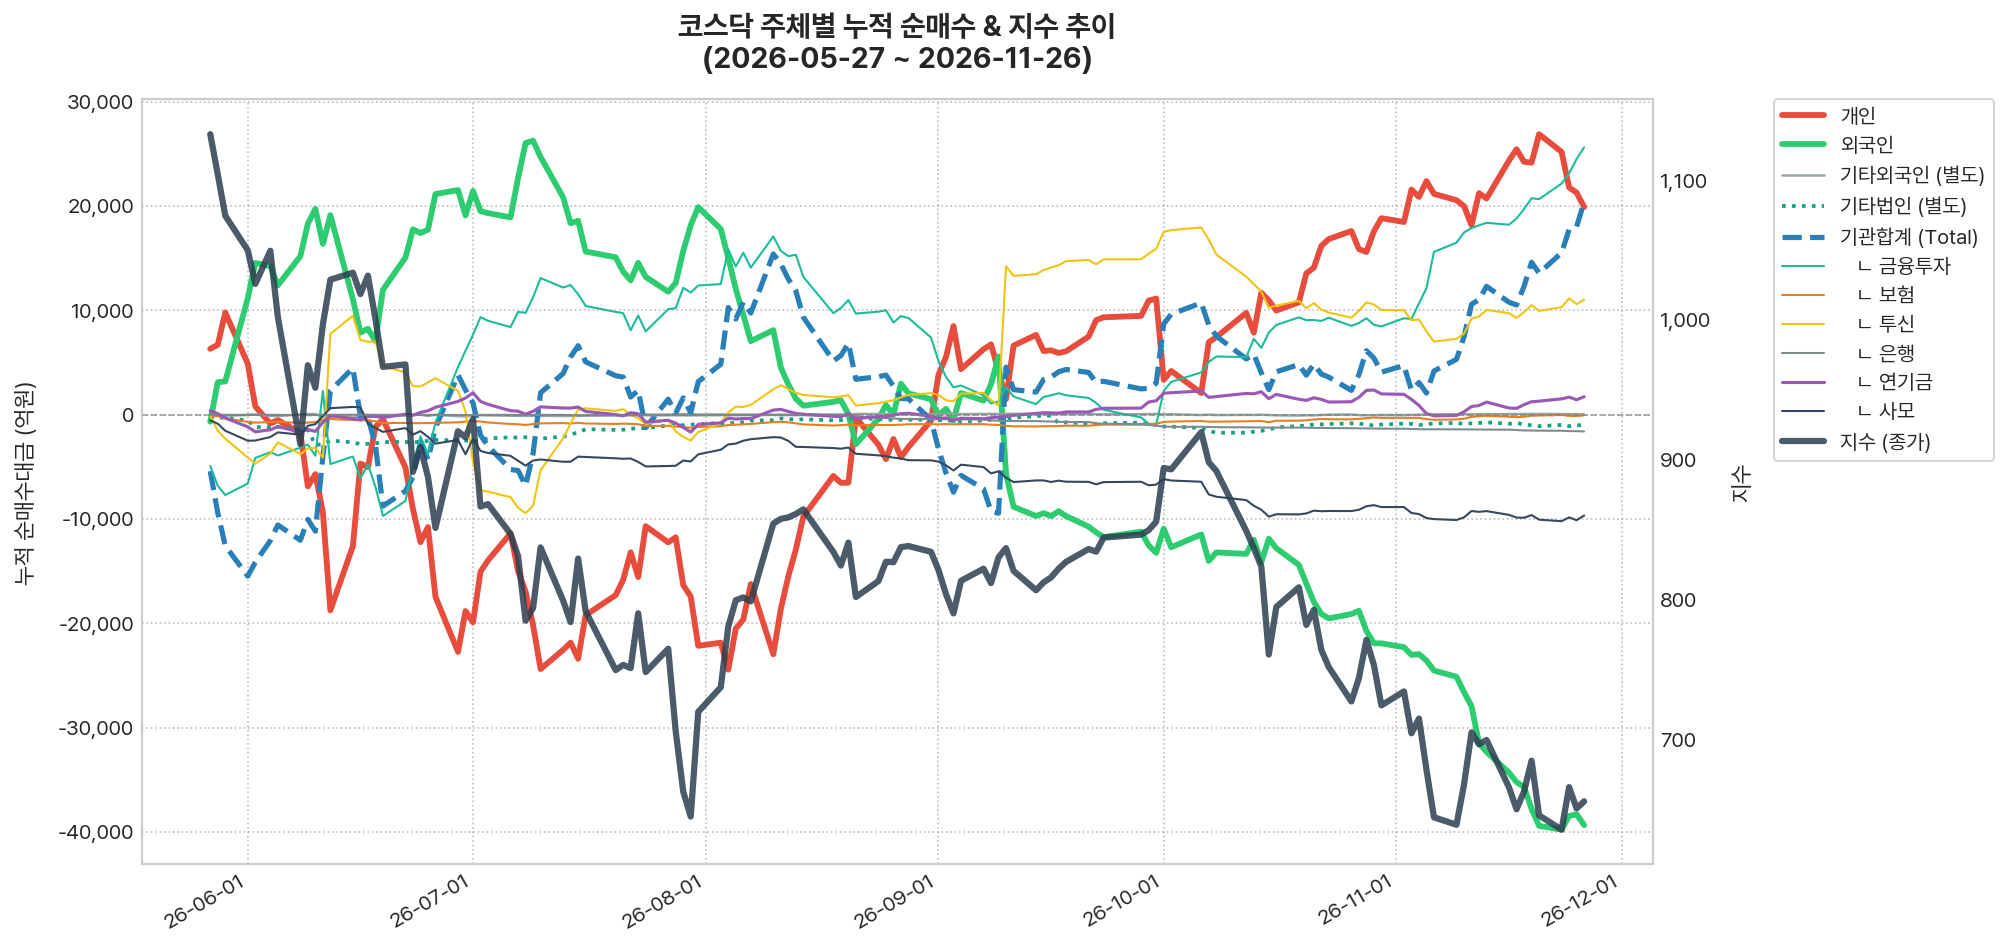 코스닥 주체별 누적 순매수 & 지수 추이
(2026-05-27 ~ 2026-11-26)
누적 순매수대금 (억원)
30,000
20,000
10,000
0
-10,000
-20,000
-30,000
-40,000
1,100
1,000
900
800
700
지수
26-06-01
26-07-01
26-08-01
26-09-01
26-10-01
26-11-01
26-12-01
개인
외국인
기타외국인 (별도)
기타법인 (별도)
기관합계 (Total)
ㄴ 금융투자
ㄴ 보험
ㄴ 투신
ㄴ 은행
ㄴ 연기금
ㄴ 사모
지수 (종가)